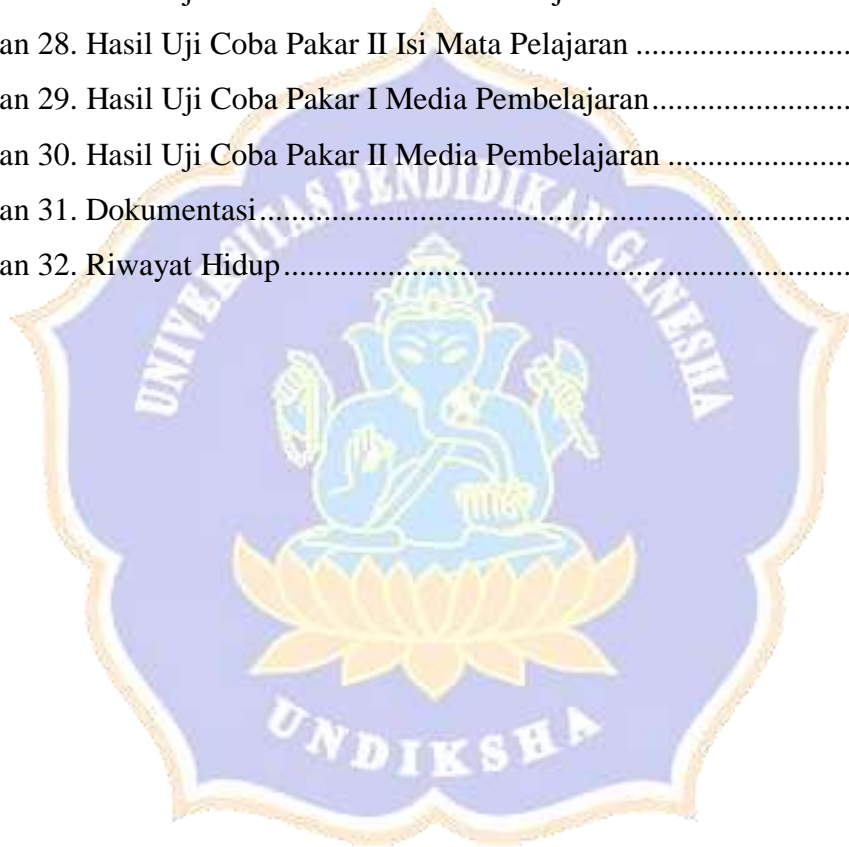 an 28. Hasil Uji Coba Pakar II Isi Mata Pelajaran ...........................
an 29. Hasil Uji Coba Pakar I Media Pembelajaran.........................
an 30. Hasil Uji Coba Pakar II Media Pembelajaran .......................
an 31. Dokumentasi..........................................................................
an 32. Riwayat Hidup.......................................................................
UNIVERSITAS PENDIDIKAN GANESHA
UNDIKSHA